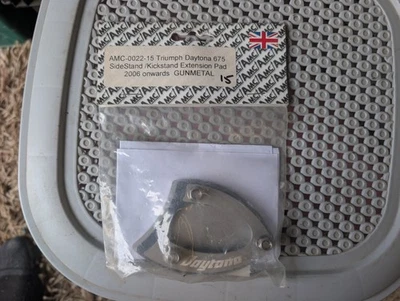 AMC-0022-15 Triumph Daytona 675
SideStand /Kickstand Extension Pad
2006 onwards GUNMETAL
15
Daytona